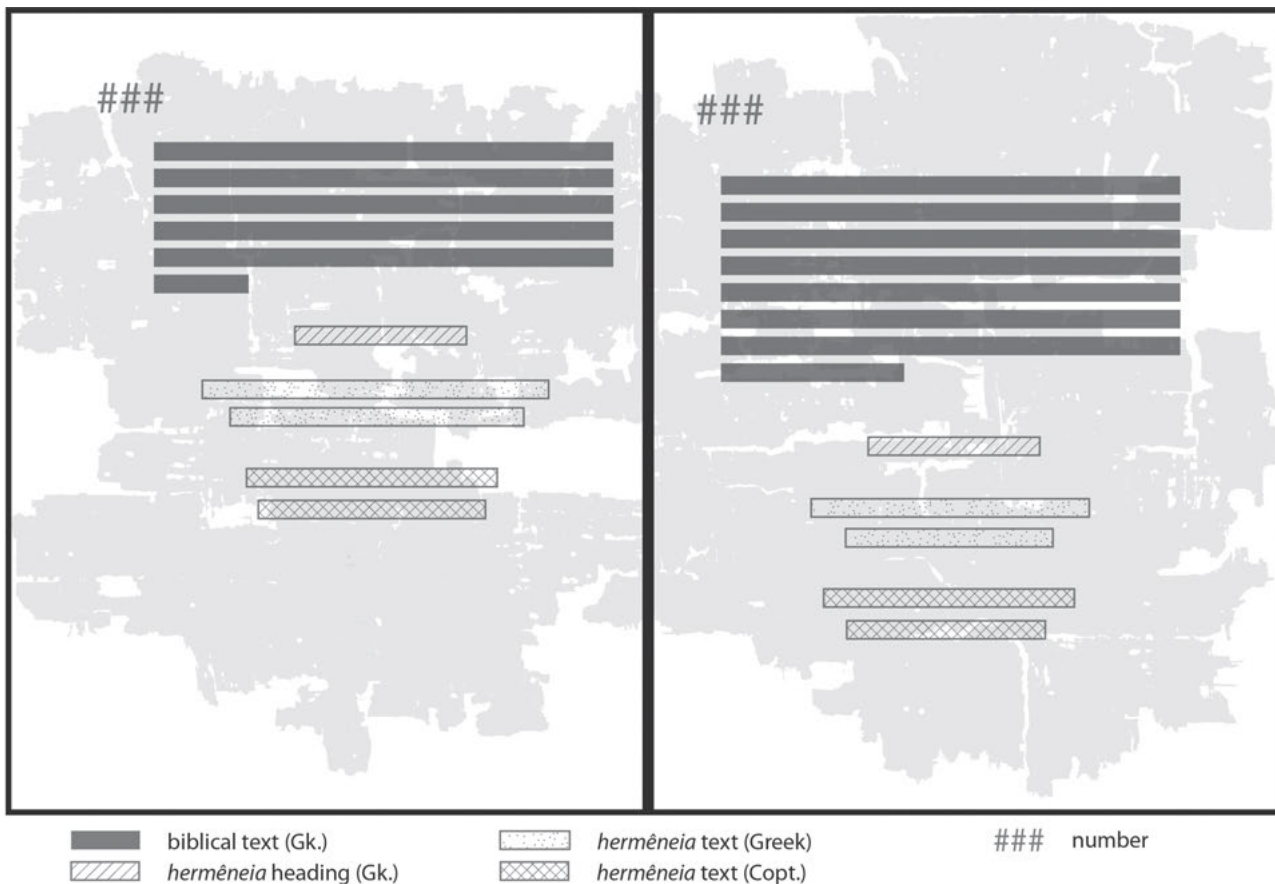 ###
###
biblical text (Gk.)
hermêneia heading (Gk.)
hermêneia text (Greek)
hermêneia text (Copt.)
### number